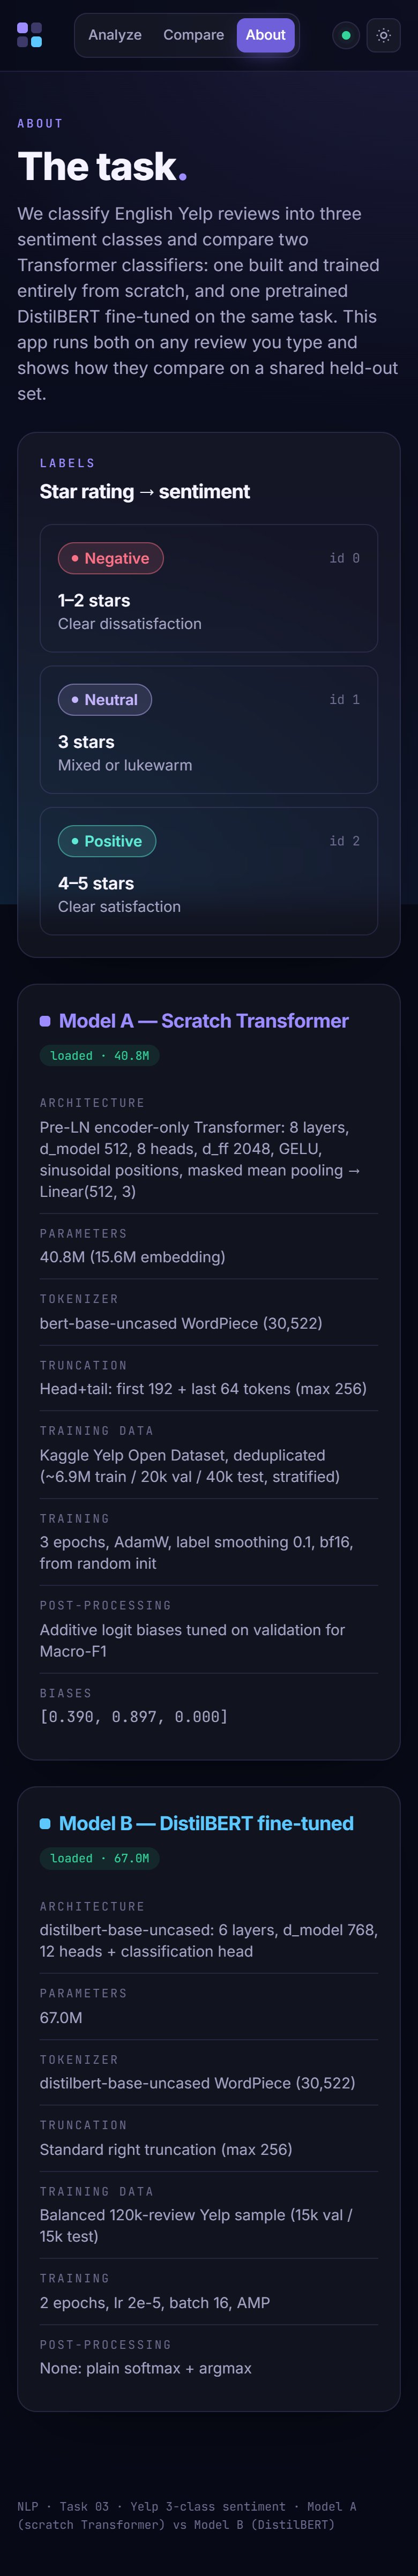 Analyze Compare About
ABOUT
The task.
We classify English Yelp reviews into three
sentiment classes and compare two
Transformer classifiers: one built and trained
entirely from scratch, and one pretrained
DistilBERT fine-tuned on the same task. This
app runs both on any review you type and
shows how they compare on a shared held-out
set.
LABELS
Star rating → sentiment
Negative id 0
1–2 stars
Clear dissatisfaction
Neutral id 1
3 stars
Mixed or lukewarm
Positive id 2
4–5 stars
Clear satisfaction
Model A — Scratch Transformer
loaded · 40.8M
ARCHITECTURE
Pre-LN encoder-only Transformer: 8 layers,
d_model 512, 8 heads, d_ff 2048, GELU,
sinusoidal positions, masked mean pooling →
Linear(512, 3)
PARAMETERS
40.8M (15.6M embedding)
TOKENIZER
bert-base-uncased WordPiece (30,522)
TRUNCATION
Head+tail: first 192 + last 64 tokens (max 256)
TRAINING DATA
Kaggle Yelp Open Dataset, deduplicated
(~6.9M train / 20k val / 40k test, stratified)
TRAINING
3 epochs, AdamW, label smoothing 0.1, bf16,
from random init
POST-PROCESSING
Additive logit biases tuned on validation for
Macro-F1
BIASES
[0.390, 0.897, 0.000]
Model B — DistilBERT fine-tuned
loaded · 67.0M
ARCHITECTURE
distilbert-base-uncased: 6 layers, d_model 768,
12 heads + classification head
PARAMETERS
67.0M
TOKENIZER
distilbert-base-uncased WordPiece (30,522)
TRUNCATION
Standard right truncation (max 256)
TRAINING DATA
Balanced 120k-review Yelp sample (15k val /
15k test)
TRAINING
2 epochs, lr 2e-5, batch 16, AMP
POST-PROCESSING
None: plain softmax + argmax
NLP · Task 03 · Yelp 3-class sentiment · Model A
(scratch Transformer) vs Model B (DistilBERT)